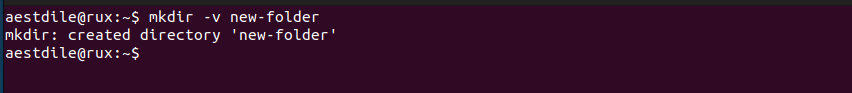 aestdile@rux:~$ mkdir -v new-folder
mkdir: created directory 'new-folder'
aestdile@rux:~$